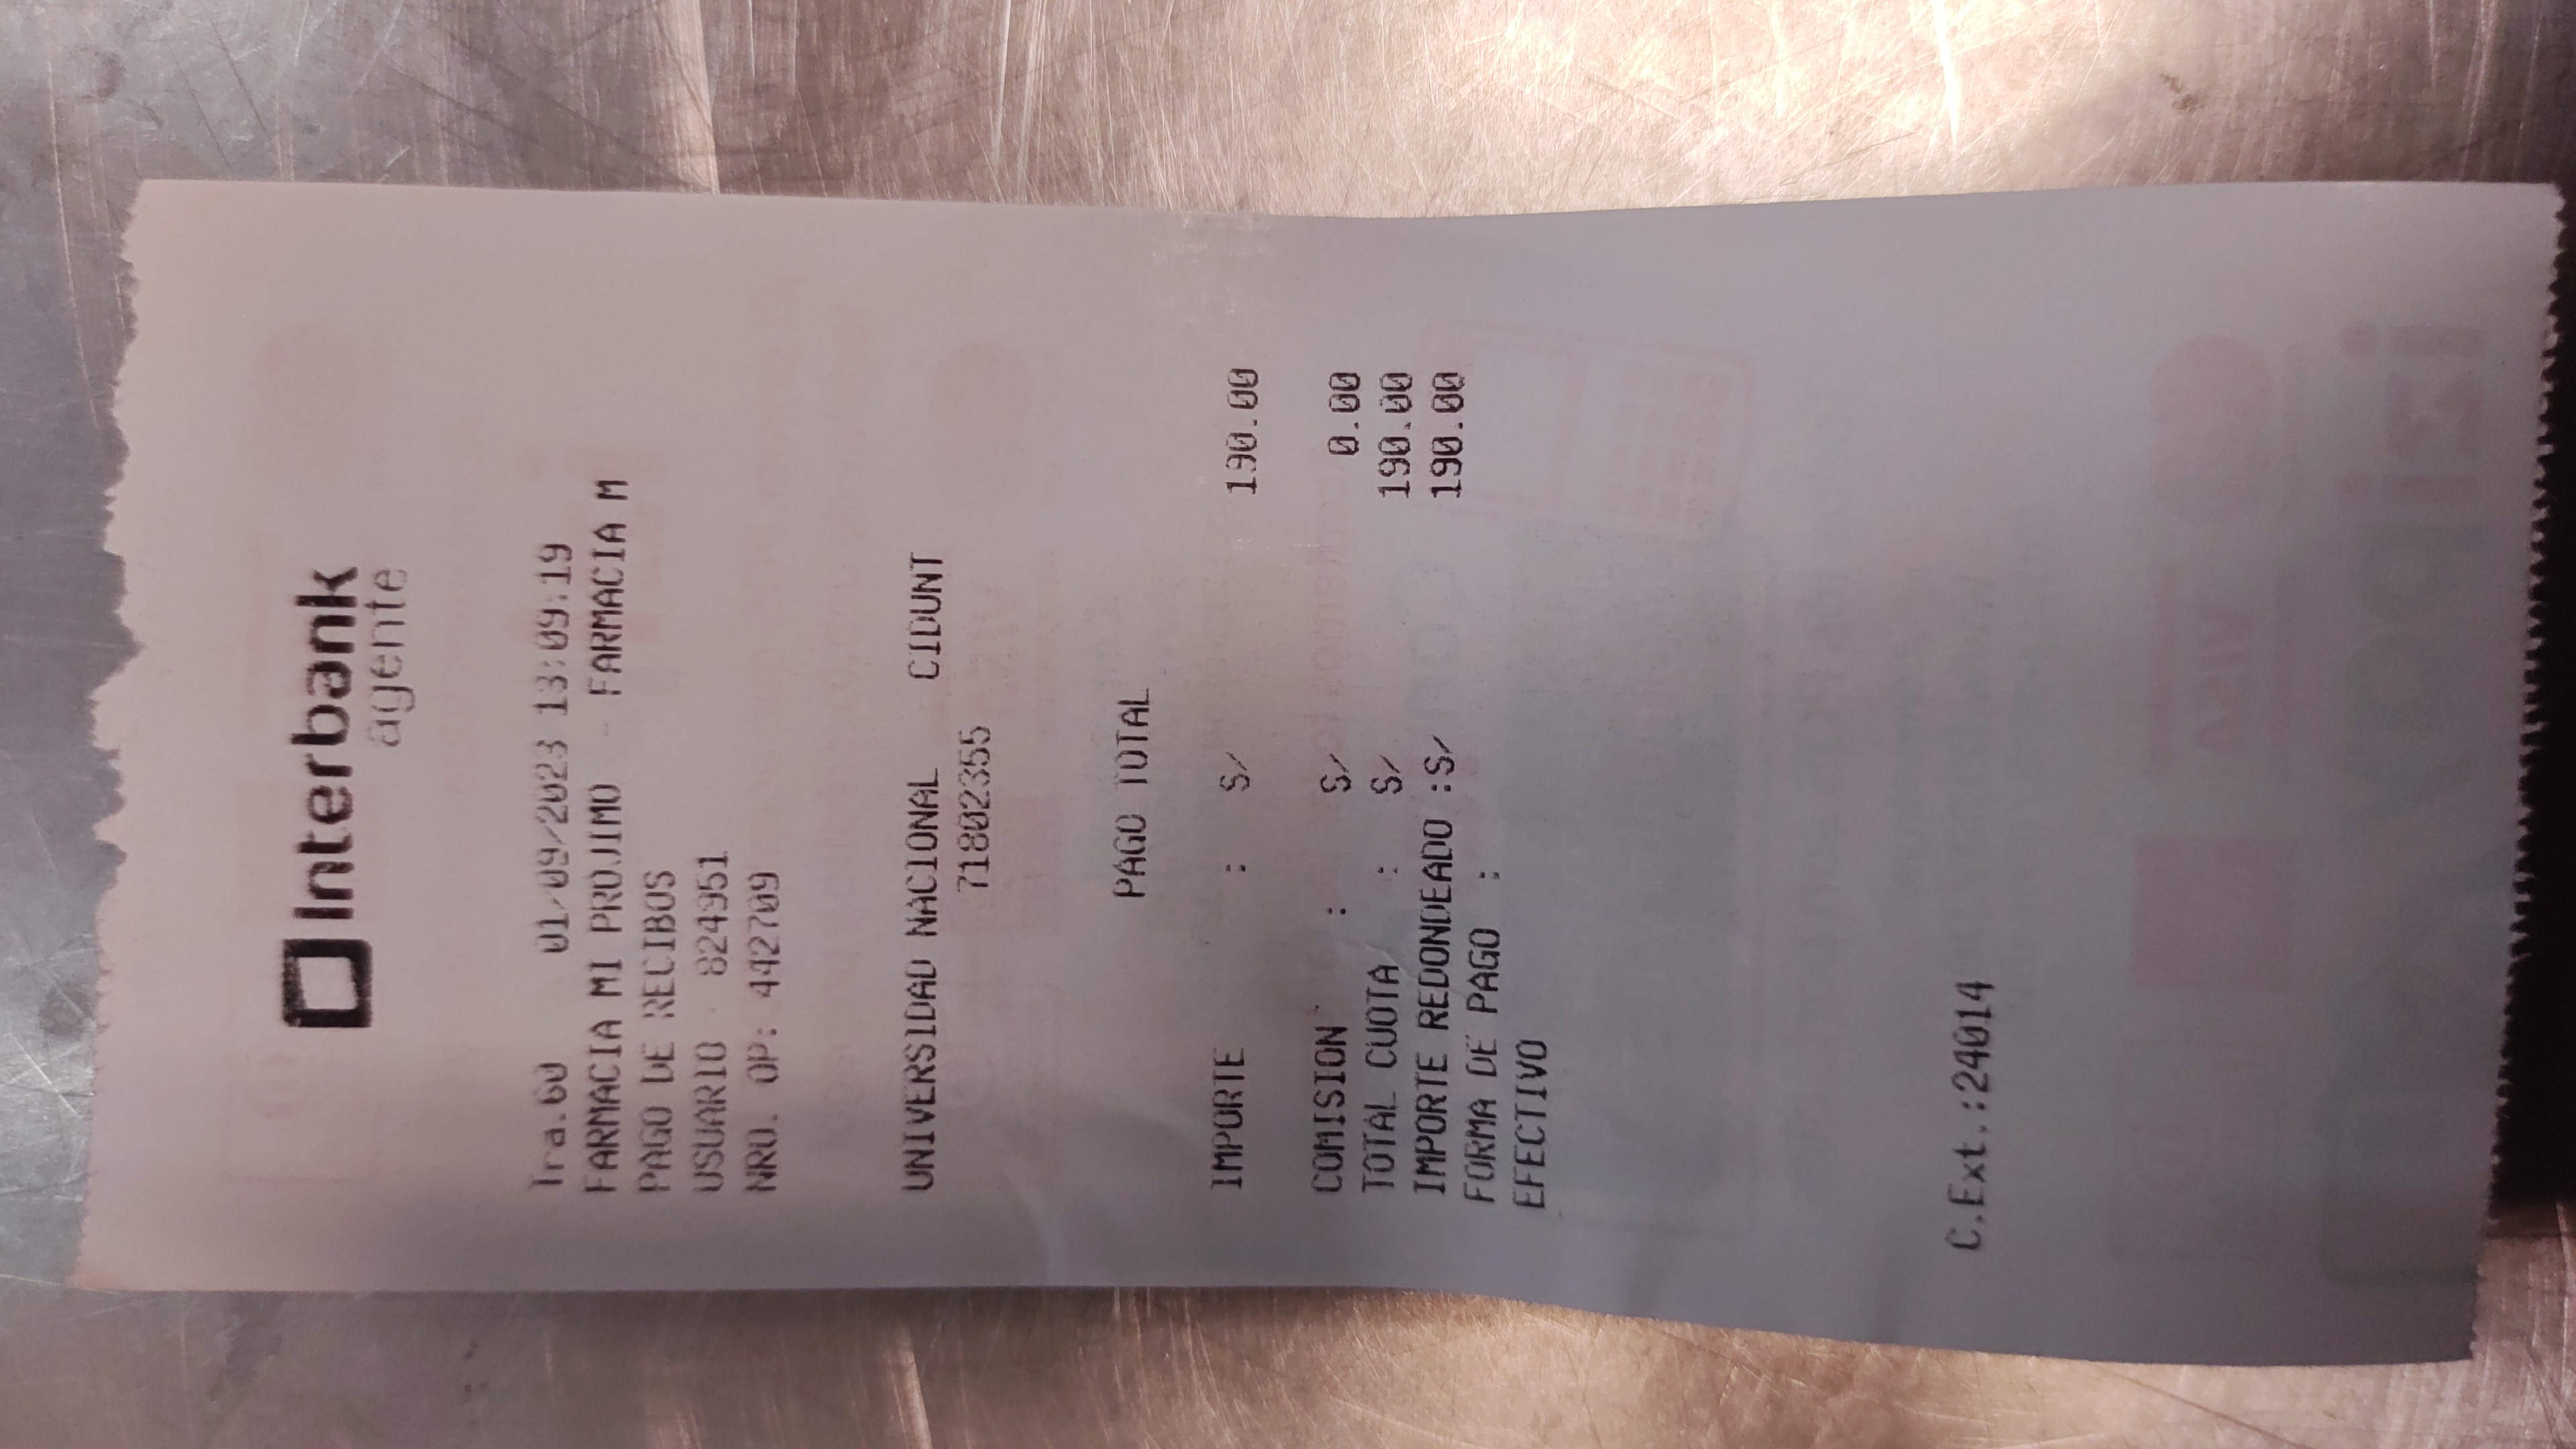 Interbank
agente
Tra.60 01/09/2023 13:09:19
FARMACIA MI PROJIMO - FARMACIA M
PAGO DE RECIBOS
USUARIO : 824951
NRO. OP: 442709
UNIVERSIDAD NACIONAL CIDUNT
71802355
PAGO TOTAL
IMPORTE : S/ 190.00
COMISION : S/ 0.00
TOTAL CUOTA : S/ 190.00
IMPORTE REDONDEADO :S/ 190.00
FORMA DE PAGO :
EFECTIVO
C.Ext.:24014